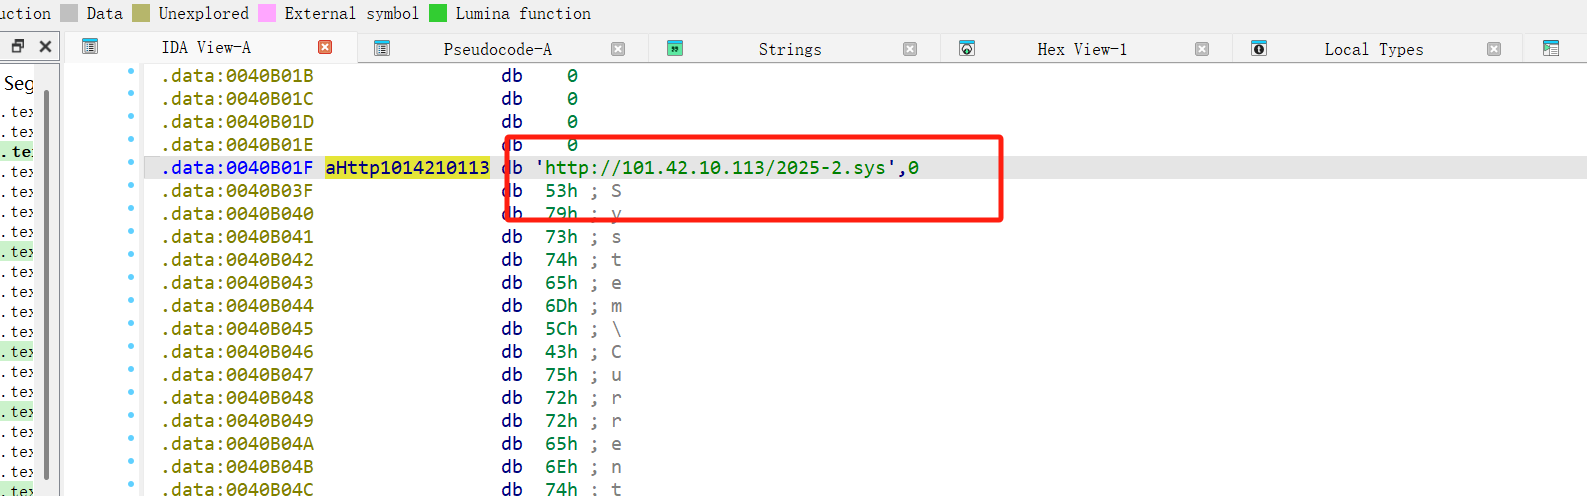 uction Data Unexplored External symbol Lumina function
IDA View-A Pseudocode-A Strings Hex View-1 Local Types
Seg
.data:0040B01B db 0
.tex .data:0040B01C db 0
.tex .data:0040B01D db 0
.tex .data:0040B01E db 0
.tex .data:0040B01F aHttp1014210113 db 'http://101.42.10.113/2025-2.sys',0
.tex .data:0040B03F db 53h ; S
.tex .data:0040B040 db 79h ; y
.tex .data:0040B041 db 73h ; s
.tex .data:0040B042 db 74h ; t
.tex .data:0040B043 db 65h ; e
.tex .data:0040B044 db 6Dh ; m
.tex .data:0040B045 db 5Ch ; \
.tex .data:0040B046 db 43h ; C
.tex .data:0040B047 db 75h ; u
.tex .data:0040B048 db 72h ; r
.tex .data:0040B049 db 72h ; r
.tex .data:0040B04A db 65h ; e
.tex .data:0040B04B db 6Eh ; n
.tex .data:0040B04C db 74h ; t